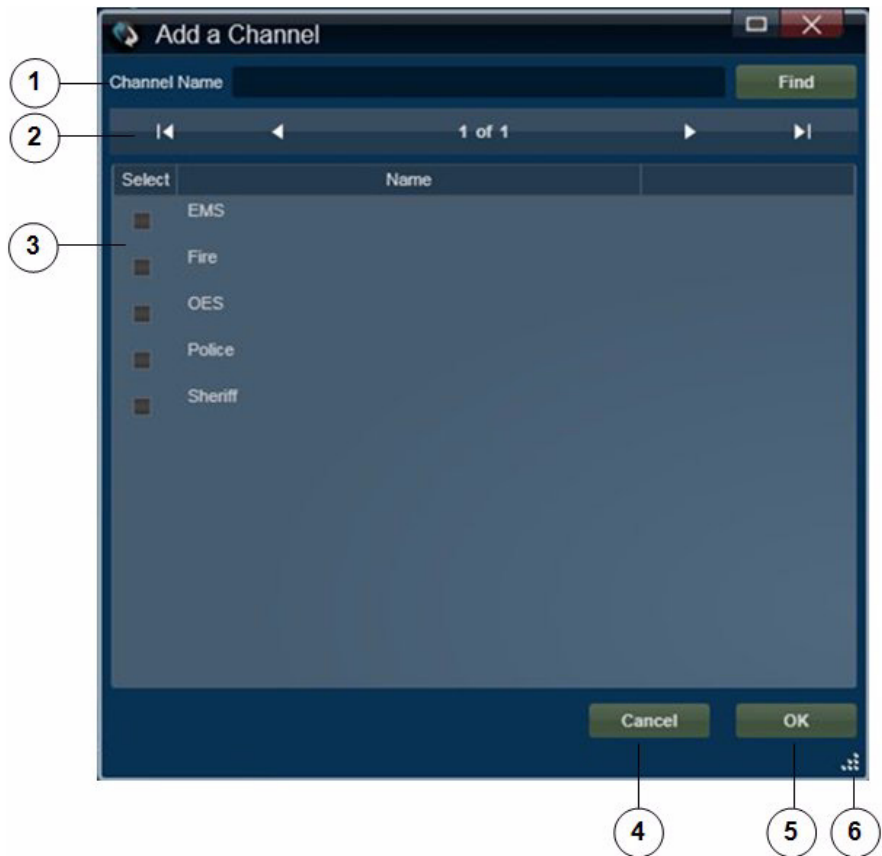 Add a Channel
1 Channel Name Find
2 1 of 1
Select Name
EMS
3
Fire
OES
Police
Sheriff
Cancel OK
4 5 6